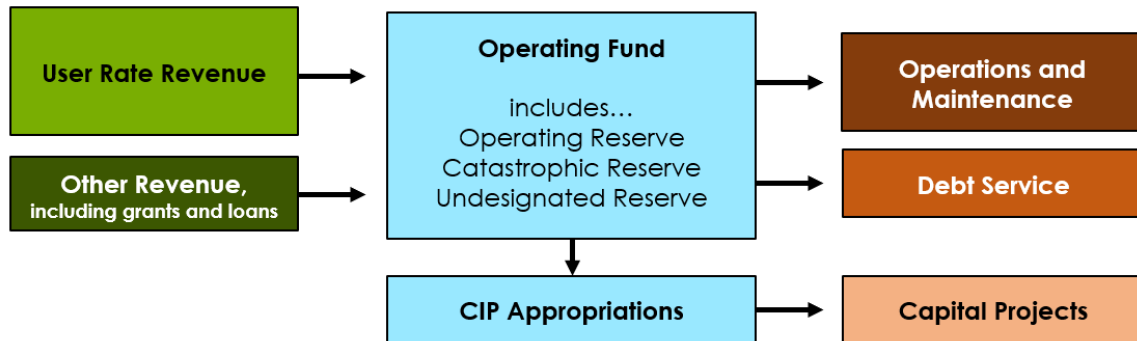 User Rate Revenue
Other Revenue,
including grants and loans
Operating Fund
includes…
Operating Reserve
Catastrophic Reserve
Undesignated Reserve
CIP Appropriations
Operations and
Maintenance
Debt Service
Capital Projects